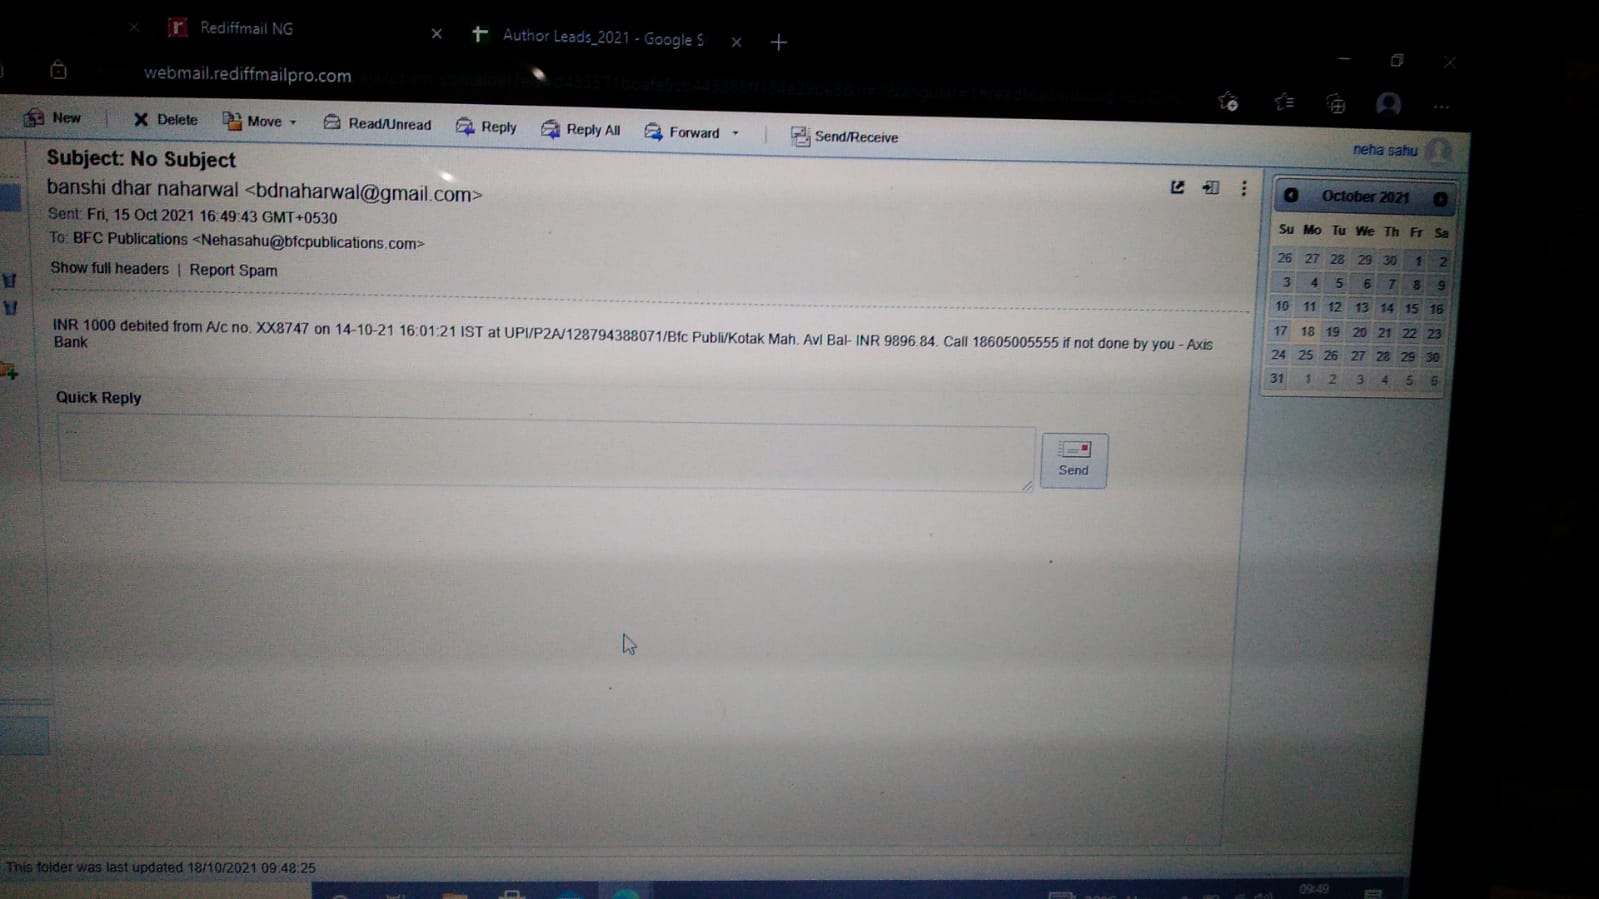 Rediffmail NG
Author Leads_2021 - Google S
webmail.rediffmailpro.com
New Delete Move Read/Unread Reply Reply All Forward Send/Receive
neha sahu
Subject: No Subject
banshi dhar naharwal <bdnaharwal@gmail.com>
Sent: Fri, 15 Oct 2021 16:49:43 GMT+0530
To: BFC Publications <Nehasahu@bfcpublications.com>
Show full headers | Report Spam
INR 1000 debited from A/c no. XX8747 on 14-10-21 16:01:21 IST at UPI/P2A/128794388071/Bfc Publi/Kotak Mah. Avl Bal- INR 9896.84. Call 18605005555 if not done by you - Axis
Bank
Quick Reply
...
Send
October 2021
Su Mo Tu We Th Fr Sa
26 27 28 29 30 1 2
3 4 5 6 7 8 9
10 11 12 13 14 15 16
17 18 19 20 21 22 23
24 25 26 27 28 29 30
31 1 2 3 4 5 6
This folder was last updated 18/10/2021 09:48:25
09:49